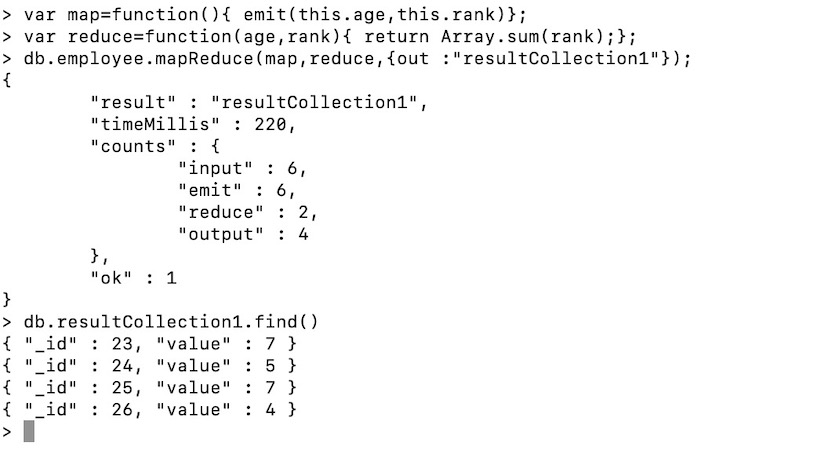 > var map=function(){ emit(this.age,this.rank)};
> var reduce=function(age,rank){ return Array.sum(rank);};
> db.employee.mapReduce(map,reduce,{out :"resultCollection1"});
{
        "result" : "resultCollection1",
        "timeMillis" : 220,
        "counts" : {
                "input" : 6,
                "emit" : 6,
                "reduce" : 2,
                "output" : 4
        },
        "ok" : 1
}
> db.resultCollection1.find()
{ "_id" : 23, "value" : 7 }
{ "_id" : 24, "value" : 5 }
{ "_id" : 25, "value" : 7 }
{ "_id" : 26, "value" : 4 }
>